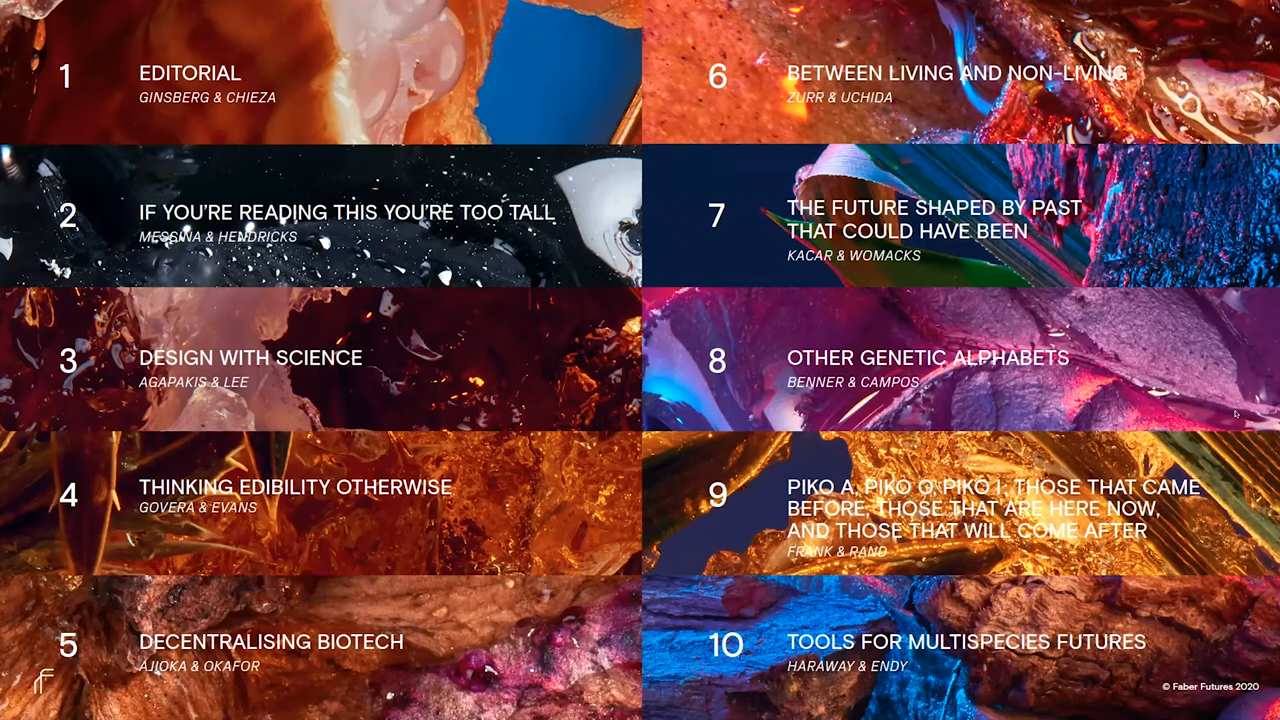 1
EDITORIAL
GINSBERG & CHIEZA
2
IF YOU'RE READING THIS YOU'RE TOO TALL
MESSINA & HENDRICKS
3
DESIGN WITH SCIENCE
AGAPAKIS & LEE
4
THINKING EDIBILITY OTHERWISE
GOVERA & EVANS
5
DECENTRALISING BIOTECH
AJIOKA & OKAFOR
6
BETWEEN LIVING AND NON-LIVING
ZURR & UCHIDA
7
THE FUTURE SHAPED BY PAST
THAT COULD HAVE BEEN
KACAR & WOMACKS
8
OTHER GENETIC ALPHABETS
BENNER & CAMPOS
9
PIKO A, PIKO O, PIKO I; THOSE THAT CAME
BEFORE, THOSE THAT ARE HERE NOW,
AND THOSE THAT WILL COME AFTER
FRANK & RAND
10
TOOLS FOR MULTISPECIES FUTURES
HARAWAY & ENDY
© Faber Futures 2020